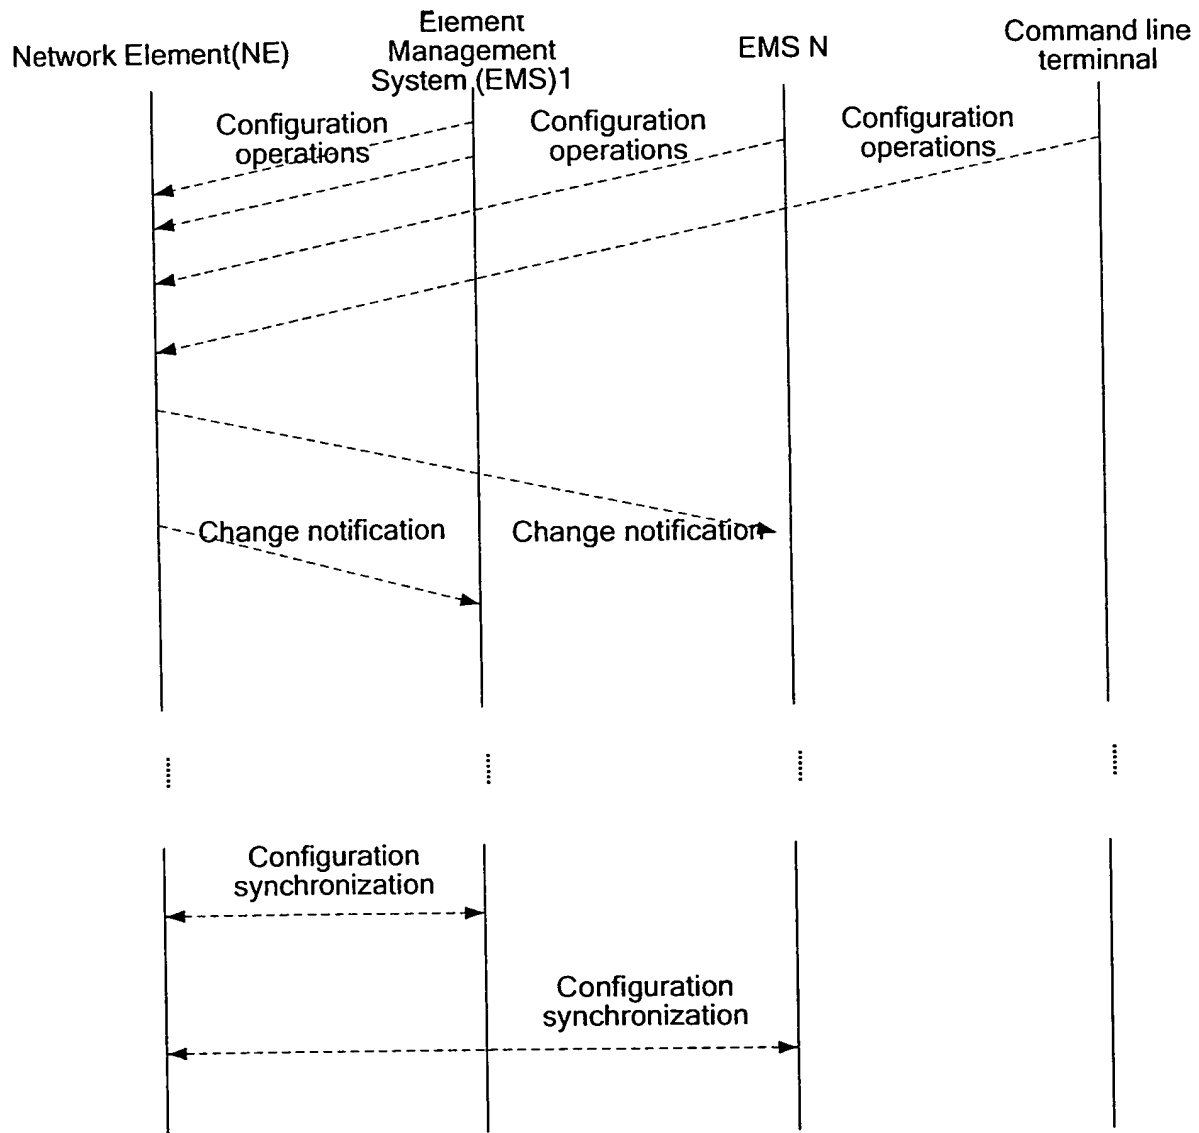 Network Element(NE)
Element
Management
System (EMS)1
EMS N
Command line
terminnal
Configuration
operations
Configuration
operations
Configuration
operations
Change notification
Change notification
Configuration
synchronization
Configuration
synchronization